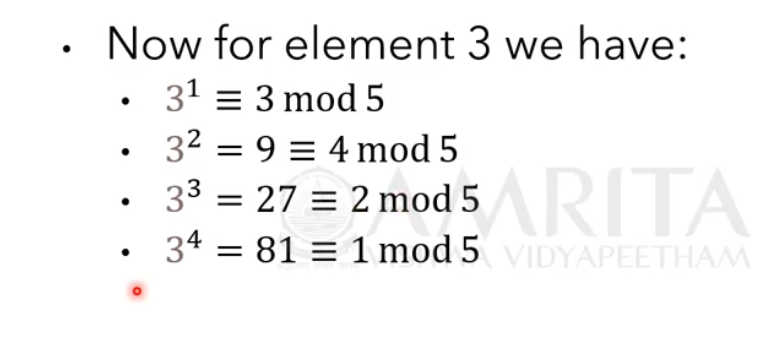 • Now for element 3 we have:
• 3¹ ≡ 3 mod 5
• 3² = 9 ≡ 4 mod 5
• 3³ = 27 ≡ 2 mod 5
• 3⁴ = 81 ≡ 1 mod 5
AMRITA
VISHWA VIDYAPEETHAM